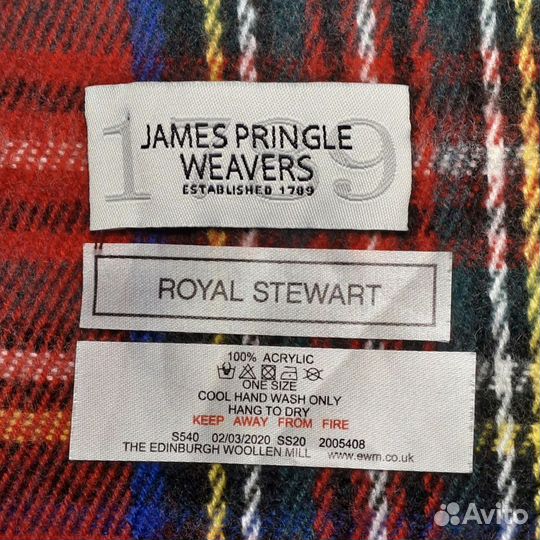 1789
JAMES PRINGLE
WEAVERS
ESTABLISHED 1789
ROYAL STEWART
100% ACRYLIC
ONE SIZE
COOL HAND WASH ONLY
HANG TO DRY
KEEP AWAY FROM FIRE
S540 02/03/2020 SS20 2005408
THE EDINBURGH WOOLLEN MILL www.ewm.co.uk
Avito